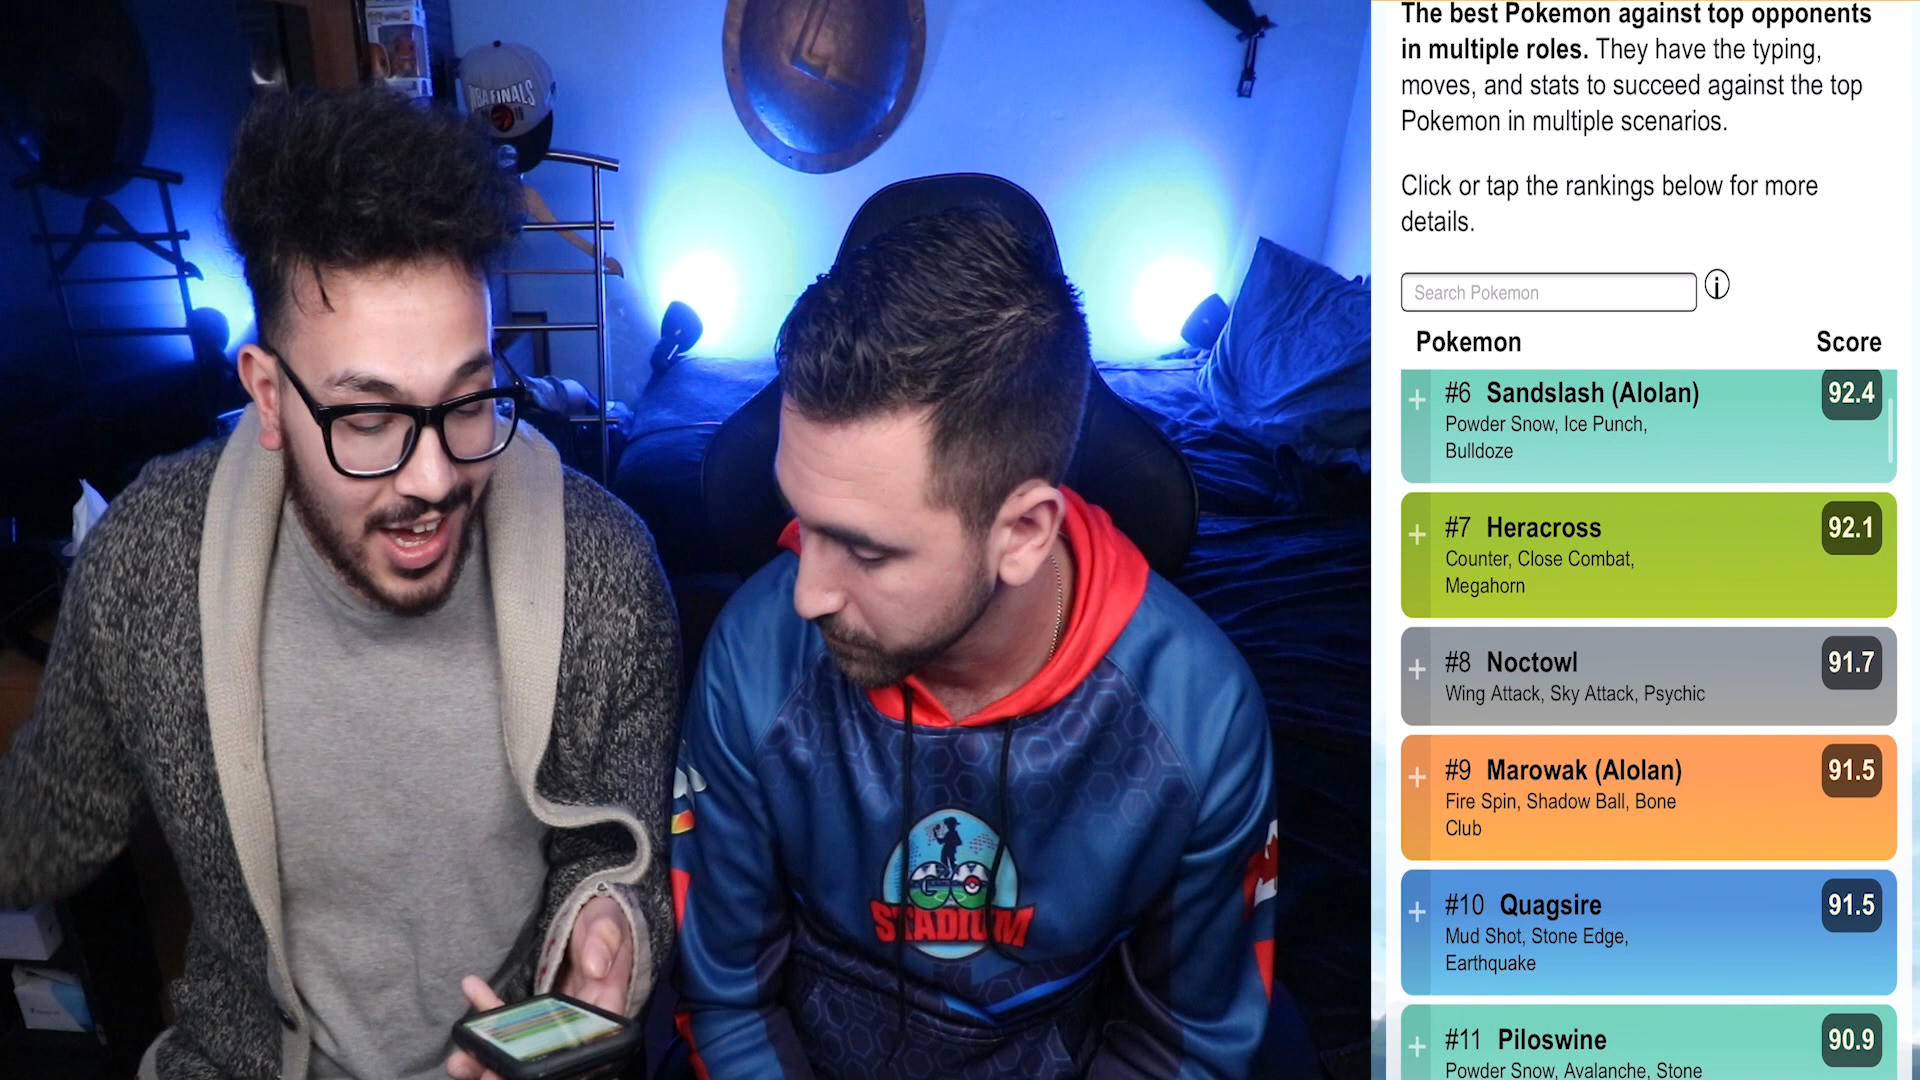 The best Pokemon against top opponents
in multiple roles. They have the typing,
moves, and stats to succeed against the top
Pokemon in multiple scenarios.
Click or tap the rankings below for more
details.
Search Pokemon
i
Pokemon Score
+ #6 Sandslash (Alolan) 92.4
Powder Snow, Ice Punch,
Bulldoze
+ #7 Heracross 92.1
Counter, Close Combat,
Megahorn
+ #8 Noctowl 91.7
Wing Attack, Sky Attack, Psychic
+ #9 Marowak (Alolan) 91.5
Fire Spin, Shadow Ball, Bone
Club
+ #10 Quagsire 91.5
Mud Shot, Stone Edge,
Earthquake
+ #11 Piloswine 90.9
Powder Snow, Avalanche, Stone
NBA FINALS
GO
STADIUM